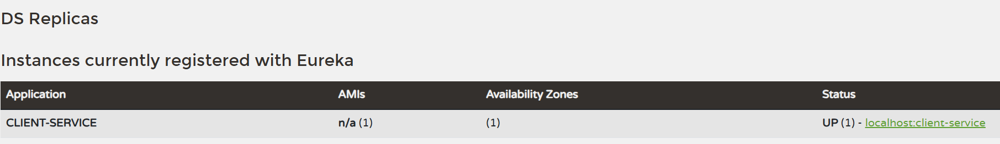 DS Replicas
Instances currently registered with Eureka
Application AMIs Availability Zones Status
CLIENT-SERVICE n/a (1) (1) UP (1) - localhost:client-service